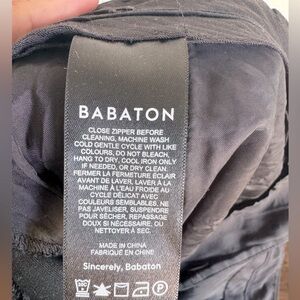 BABATON
CLOSE ZIPPER BEFORE
CLEANING, MACHINE WASH
COLD GENTLE CYCLE WITH LIKE
COLOURS, DO NOT BLEACH,
HANG TO DRY, COOL IRON ONLY
IF NEEDED, OR DRY CLEAN.
FERMER LA FERMETURE ÉCLAIR
AVANT DE LAVER, LAVER À LA
MACHINE À L'EAU FROIDE AU
CYCLE DÉLICAT AVEC
COULEURS SEMBLABLES, NE
PAS JAVELISER, SUSPENDRE
POUR SÉCHER, REPASSAGE
DOUX SI NÉCESSAIRE, OU
NETTOYER À SEC.
MADE IN CHINA
FABRIQUÉ EN CHINE
Sincerely, Babaton